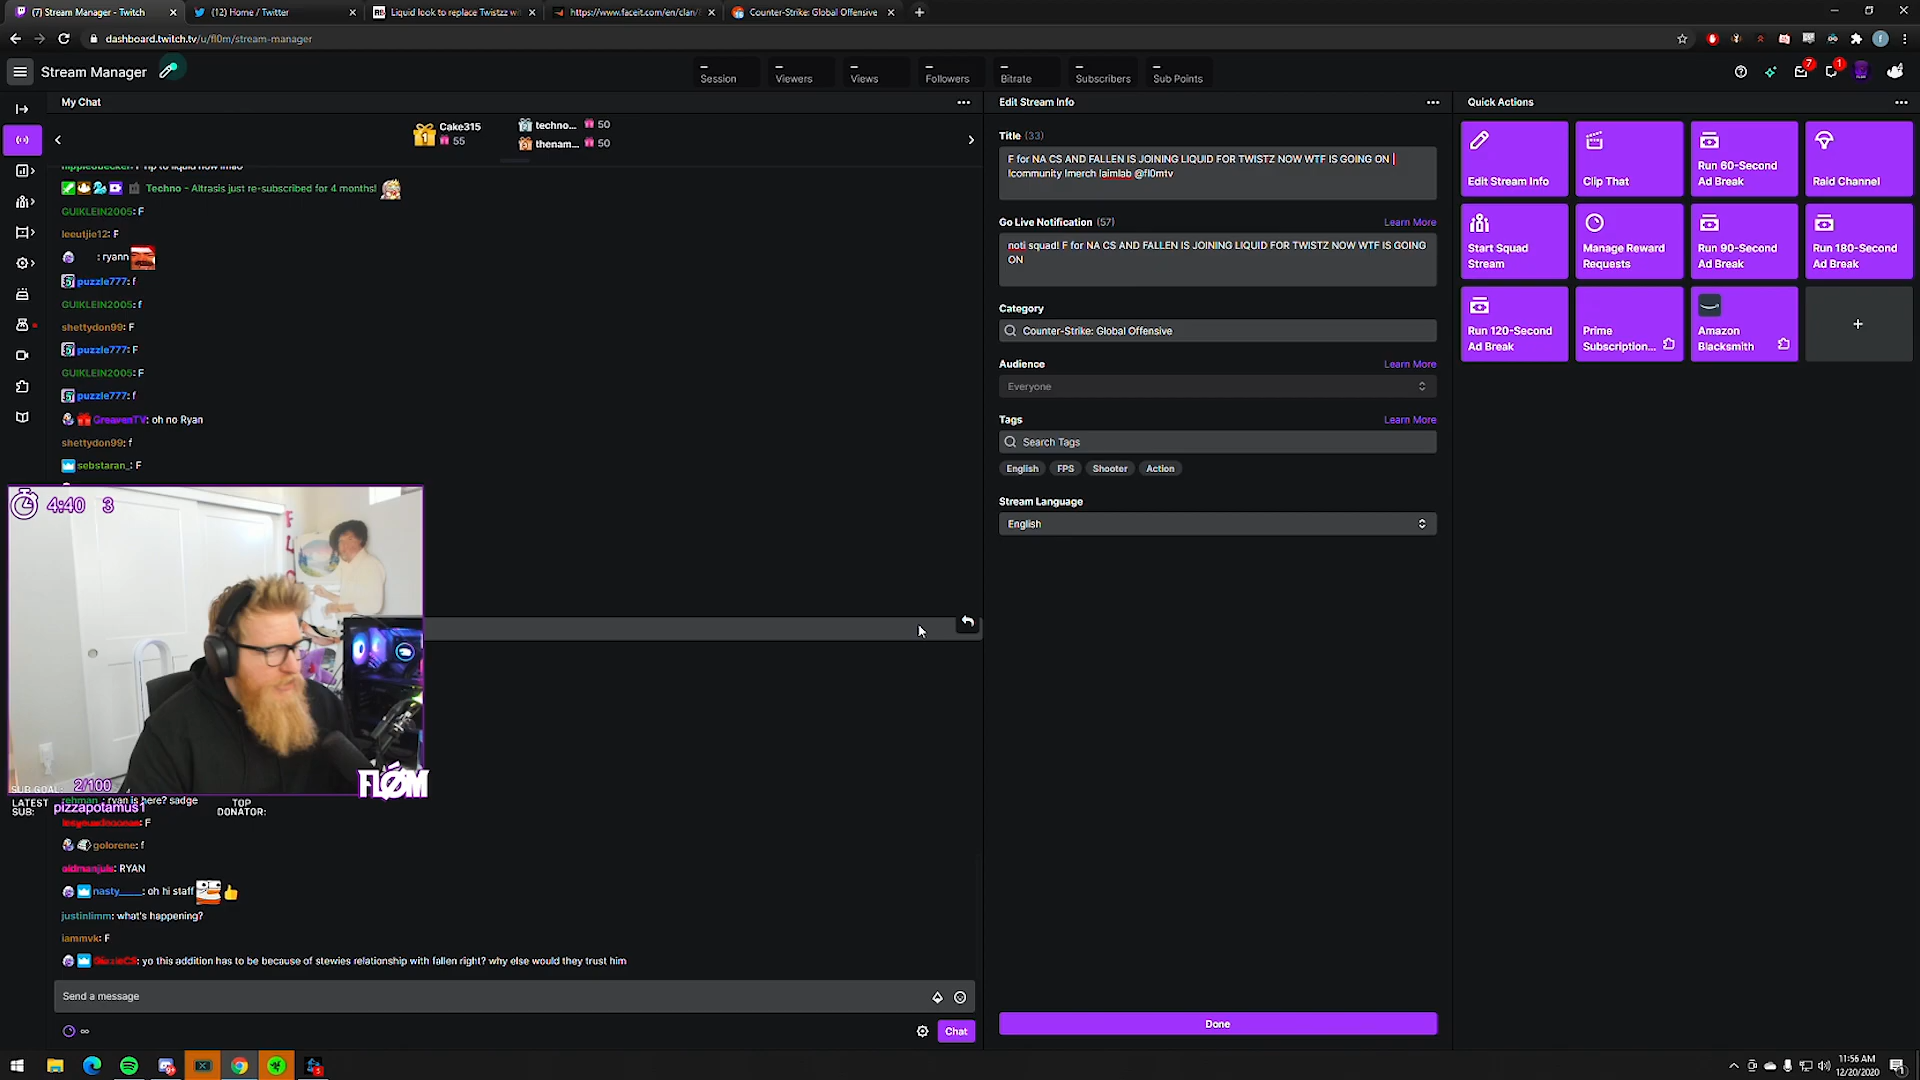 (7) Stream Manager - Twitch
(12) Home / Twitter
Liquid look to replace Twistzz w
https://www.faceit.com/en/clan/
Counter-Strike: Global Offensive
dashboard.twitch.tv/u/fl0m/stream-manager
Stream Manager
Session
Viewers
Views
Followers
Bitrate
Subscribers
Sub Points
7
1
My Chat
Cake315
55
techno... 50
thenam... 50
Techno - Altrasis just re-subscribed for 4 months!
GUIKLEIN2005: F
leeutjie12: F
: ryann
puzzle777: f
GUIKLEIN2005: f
shettydon99: F
puzzle777: F
GUIKLEIN2005: F
puzzle777: f
GreavenTV: oh no Ryan
shettydon99: f
sebstaran_: F
4:40 3
FLØM
SUB GOAL: 2/100
LATEST SUB: pizzapotamus1
TOP DONATOR:
rehman_: ryan is here? sadge
: F
golorene: f
oldmanjuls: RYAN
nasty____: oh hi staff
justinlimm: what's happening?
iammvk: F
: yo this addition has to be because of stewies relationship with fallen right? why else would they trust him
Send a message
Chat
Edit Stream Info
Title (33)
F for NA CS AND FALLEN IS JOINING LIQUID FOR TWISTZ NOW WTF IS GOING ON |
!community !merch !aimlab @fl0mtv
Go Live Notification (57)
Learn More
noti squad! F for NA CS AND FALLEN IS JOINING LIQUID FOR TWISTZ NOW WTF IS GOING
ON
Category
Counter-Strike: Global Offensive
Audience
Learn More
Everyone
Tags
Learn More
Search Tags
English
FPS
Shooter
Action
Stream Language
English
Done
Quick Actions
Edit Stream Info
Clip That
Run 60-Second
Ad Break
Raid Channel
Start Squad
Stream
Manage Reward
Requests
Run 90-Second
Ad Break
Run 180-Second
Ad Break
Run 120-Second
Ad Break
Prime
Subscription...
Amazon
Blacksmith
11:56 AM
12/20/2020